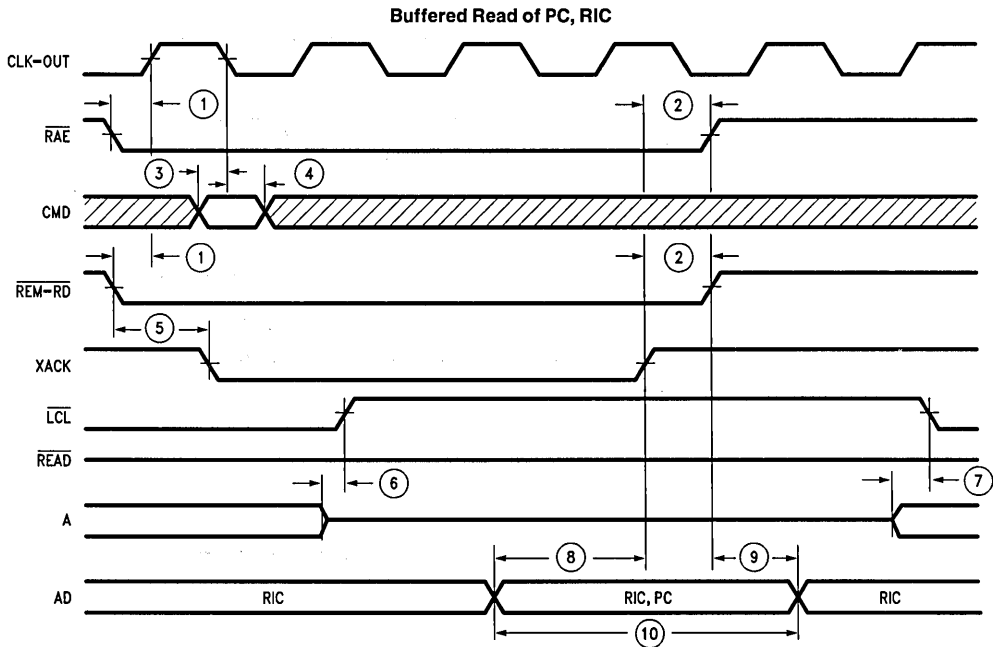 Buffered Read of PC, RIC
CLK-OUT
1
2
RAE
3
4
CMD
1
2
REM-RD
5
XACK
LCL
READ
6
7
A
8
9
AD
RIC
RIC, PC
RIC
10